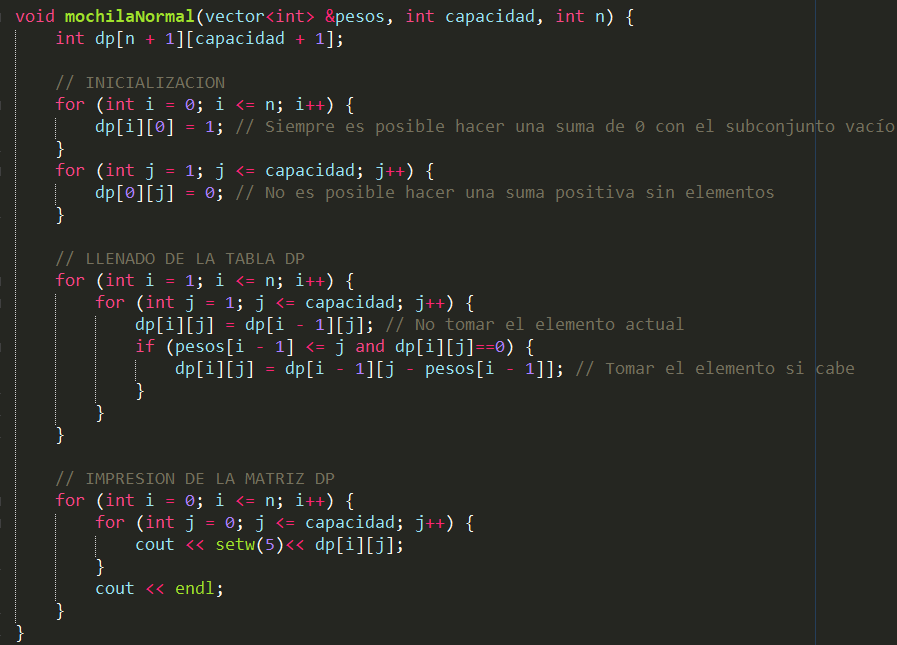 void mochilaNormal(vector<int> &pesos, int capacidad, int n) {
    int dp[n + 1][capacidad + 1];

    // INICIALIZACION
    for (int i = 0; i <= n; i++) {
        dp[i][0] = 1; // Siempre es posible hacer una suma de 0 con el subconjunto vacío
    }
    for (int j = 1; j <= capacidad; j++) {
        dp[0][j] = 0; // No es posible hacer una suma positiva sin elementos
    }

    // LLENADO DE LA TABLA DP
    for (int i = 1; i <= n; i++) {
        for (int j = 1; j <= capacidad; j++) {
            dp[i][j] = dp[i - 1][j]; // No tomar el elemento actual
            if (pesos[i - 1] <= j and dp[i][j]==0) {
                dp[i][j] = dp[i - 1][j - pesos[i - 1]]; // Tomar el elemento si cabe
            }
        }
    }

    // IMPRESION DE LA MATRIZ DP
    for (int i = 0; i <= n; i++) {
        for (int j = 0; j <= capacidad; j++) {
            cout << setw(5)<< dp[i][j];
        }
        cout << endl;
    }
}